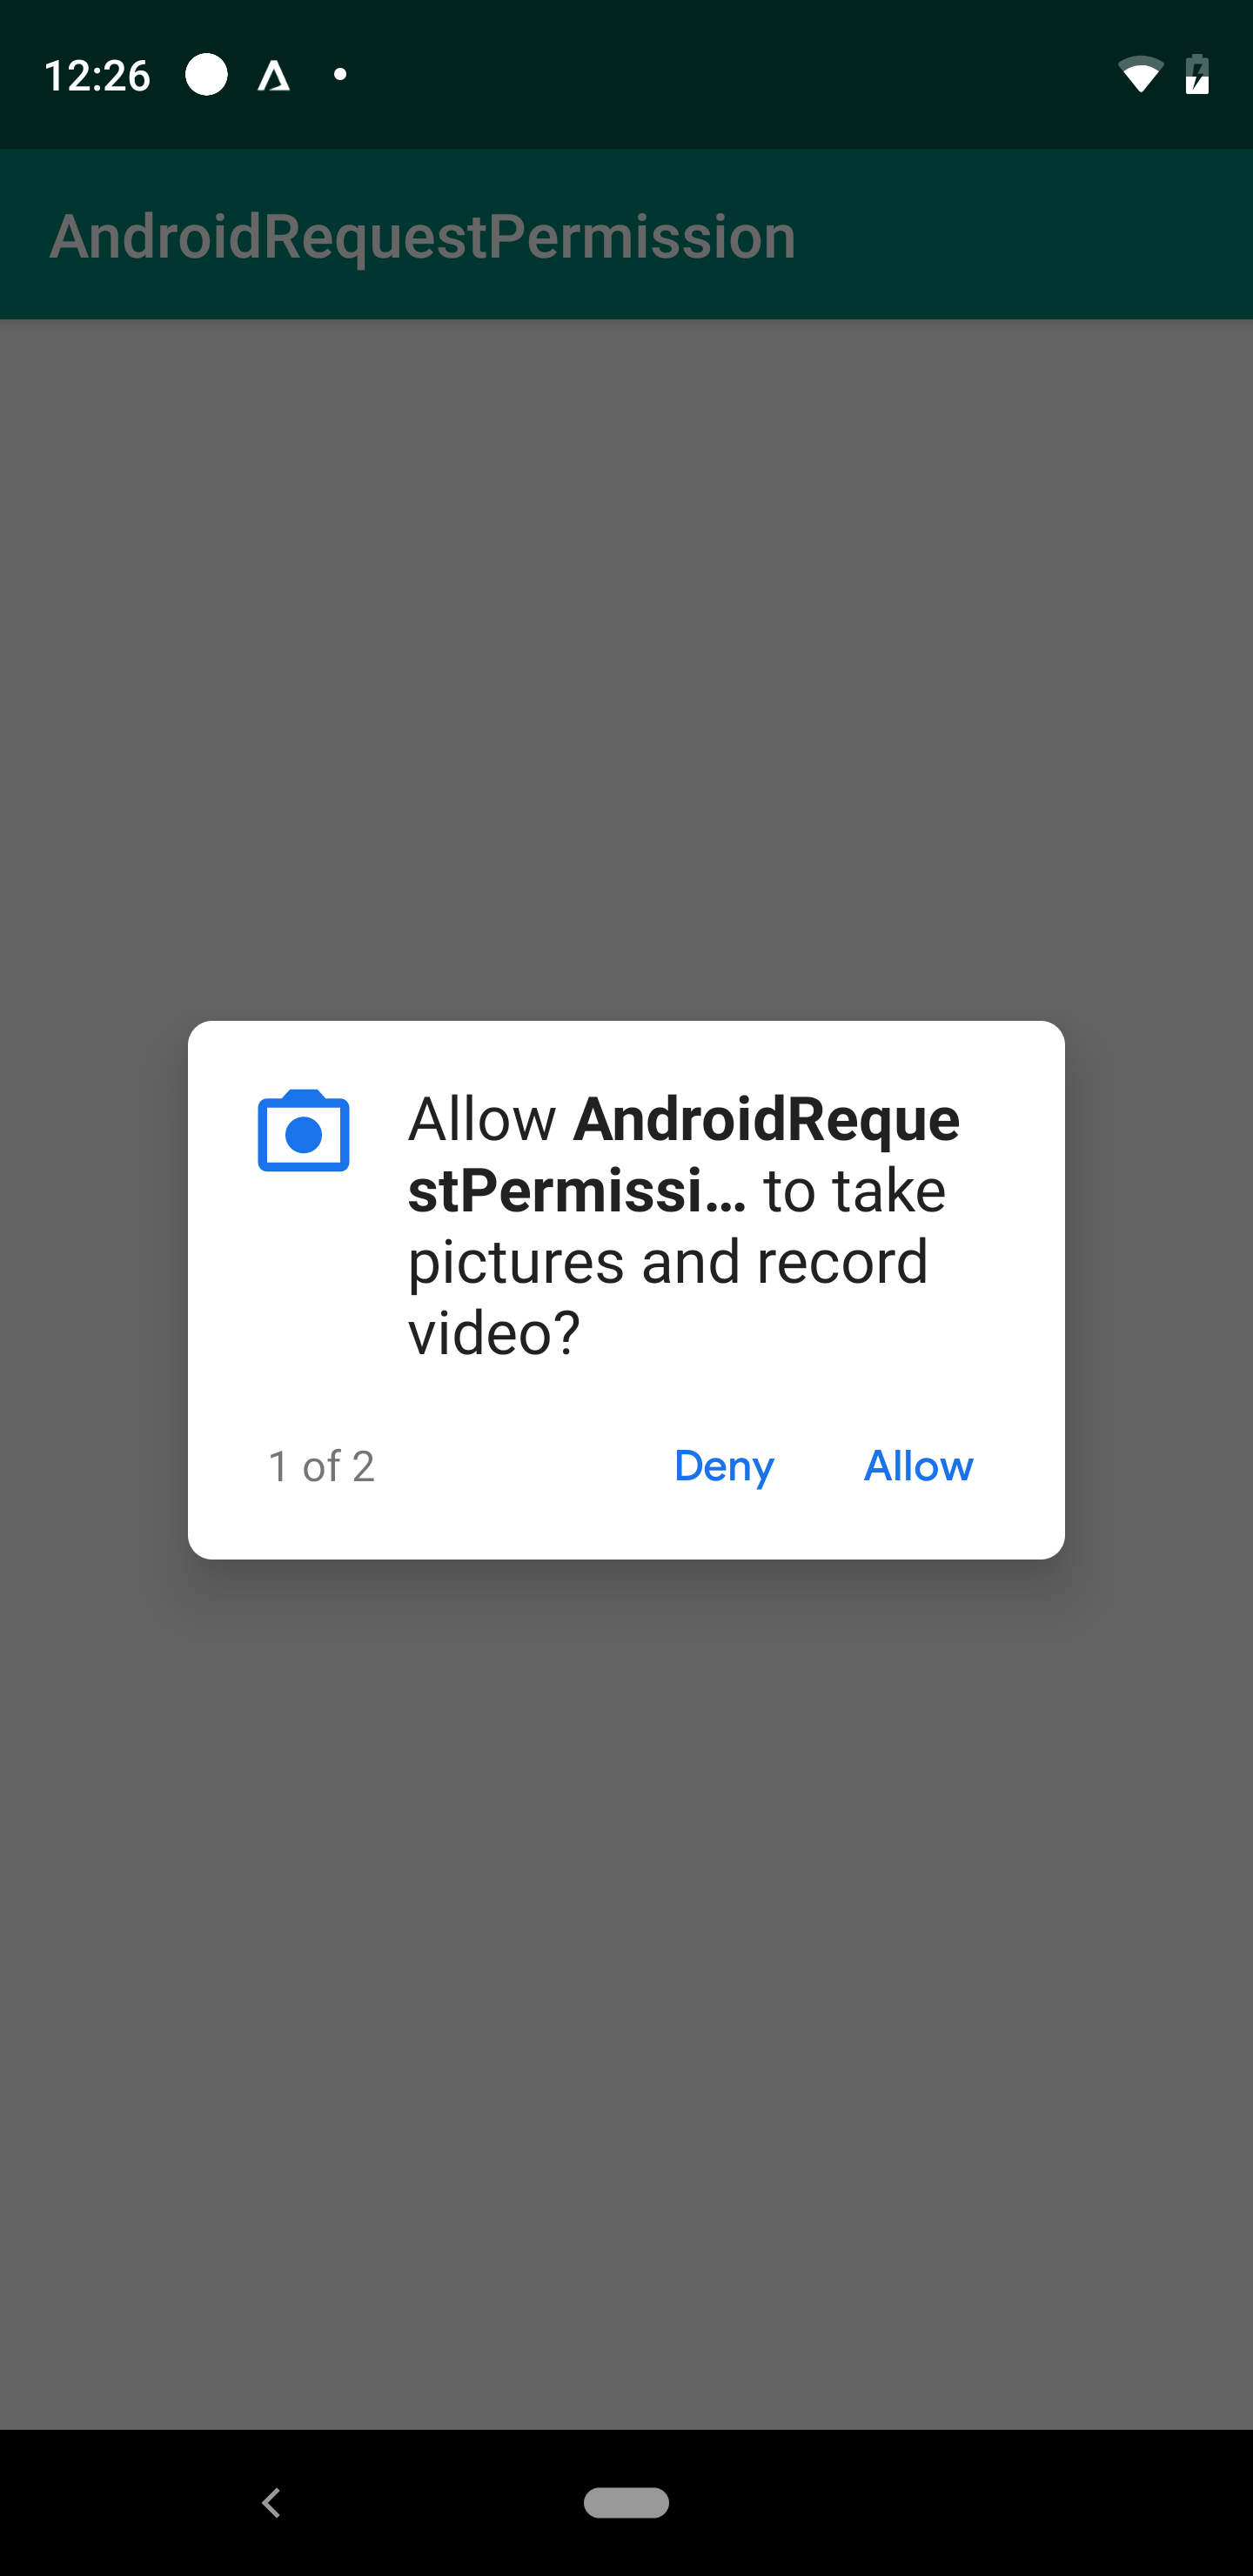 12:26
AndroidRequestPermission
Allow AndroidReque
stPermissi… to take
pictures and record
video?
1 of 2 Deny Allow